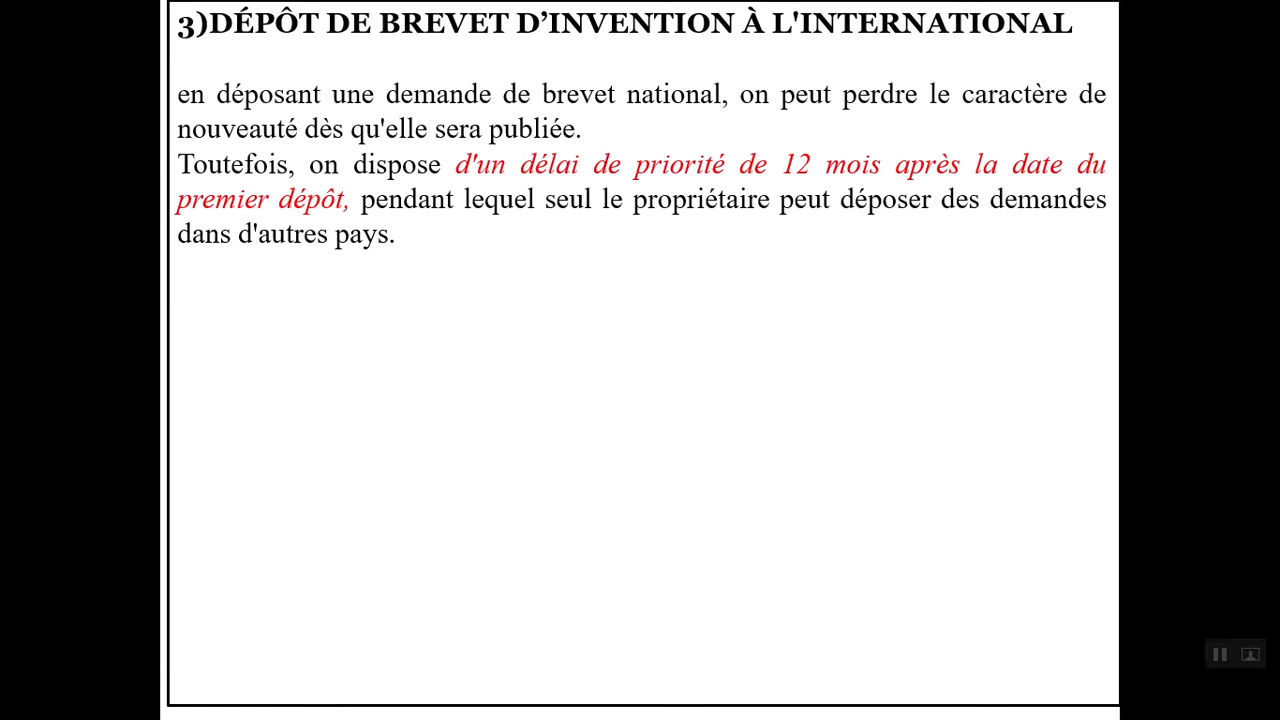 3)DÉPÔT DE BREVET D’INVENTION À L'INTERNATIONAL
en déposant une demande de brevet national, on peut perdre le caractère de
nouveauté dès qu'elle sera publiée.
Toutefois, on dispose d'un délai de priorité de 12 mois après la date du
premier dépôt, pendant lequel seul le propriétaire peut déposer des demandes
dans d'autres pays.